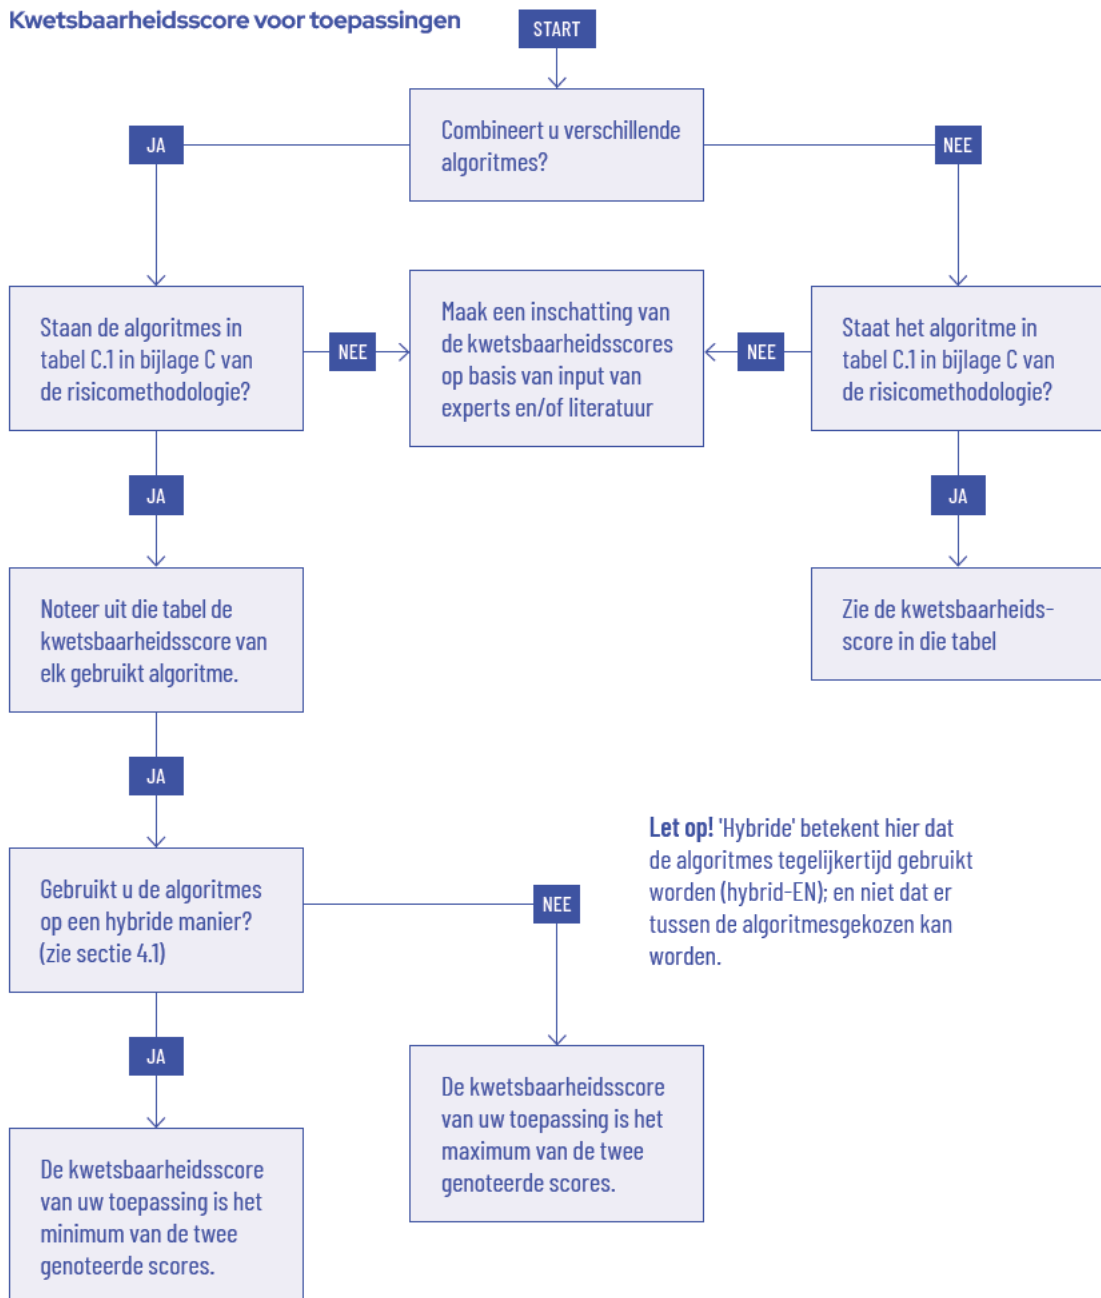 Kwetsbaarheidsscore voor toepassingen
START
Combineert u verschillende
algoritmes?
JA
NEE
Staan de algoritmes in
tabel C.1 in bijlage C van
de risicomethodologie?
NEE
Maak een inschatting van
de kwetsbaarheidsscores
op basis van input van
experts en/of literatuur
NEE
Staat het algoritme in
tabel C.1 in bijlage C van
de risicomethodologie?
JA
JA
Noteer uit die tabel de
kwetsbaarheidsscore van
elk gebruikt algoritme.
Zie de kwetsbaarheids-
score in die tabel
JA
Gebruikt u de algoritmes
op een hybride manier?
(zie sectie 4.1)
NEE
Let op! 'Hybride' betekent hier dat
de algoritmes tegelijkertijd gebruikt
worden (hybrid-EN); en niet dat er
tussen de algoritmesgekozen kan
worden.
JA
De kwetsbaarheidsscore
van uw toepassing is het
maximum van de twee
genoteerde scores.
De kwetsbaarheidsscore
van uw toepassing is het
minimum van de twee
genoteerde scores.